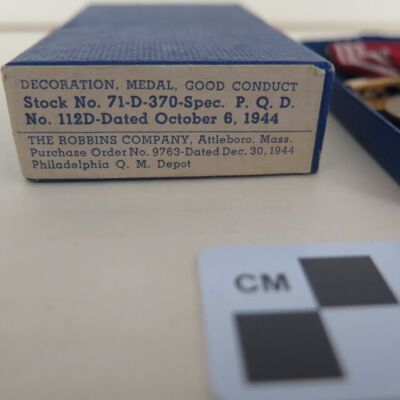 DECORATION, MEDAL, GOOD CONDUCT
Stock No. 71-D-370-Spec. P. Q. D.
No. 112D-Dated October 6, 1944
THE ROBBINS COMPANY, Attleboro, Mass.
Purchase Order No. 9763-Dated Dec. 30, 1944
Philadelphia Q. M. Depot
CM